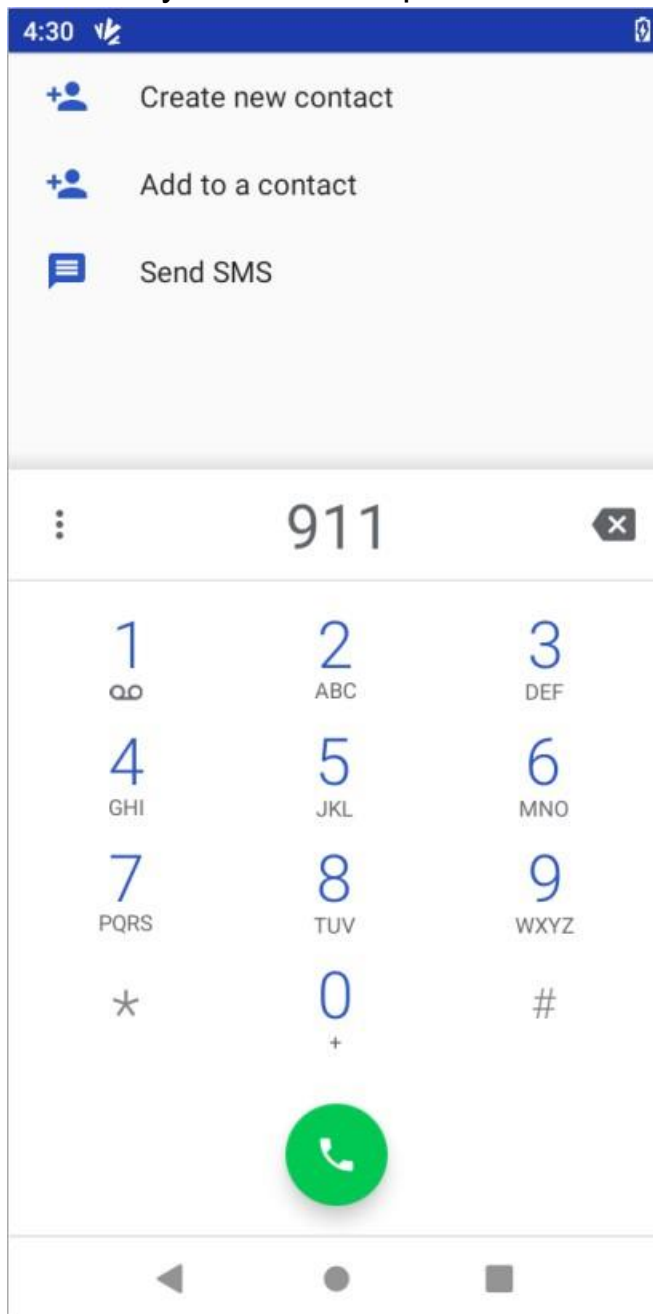 4:30
Create new contact
Add to a contact
Send SMS
911
1 2 3
ABC DEF
4 5 6
GHI JKL MNO
7 8 9
PQRS TUV WXYZ
* 0 #
+